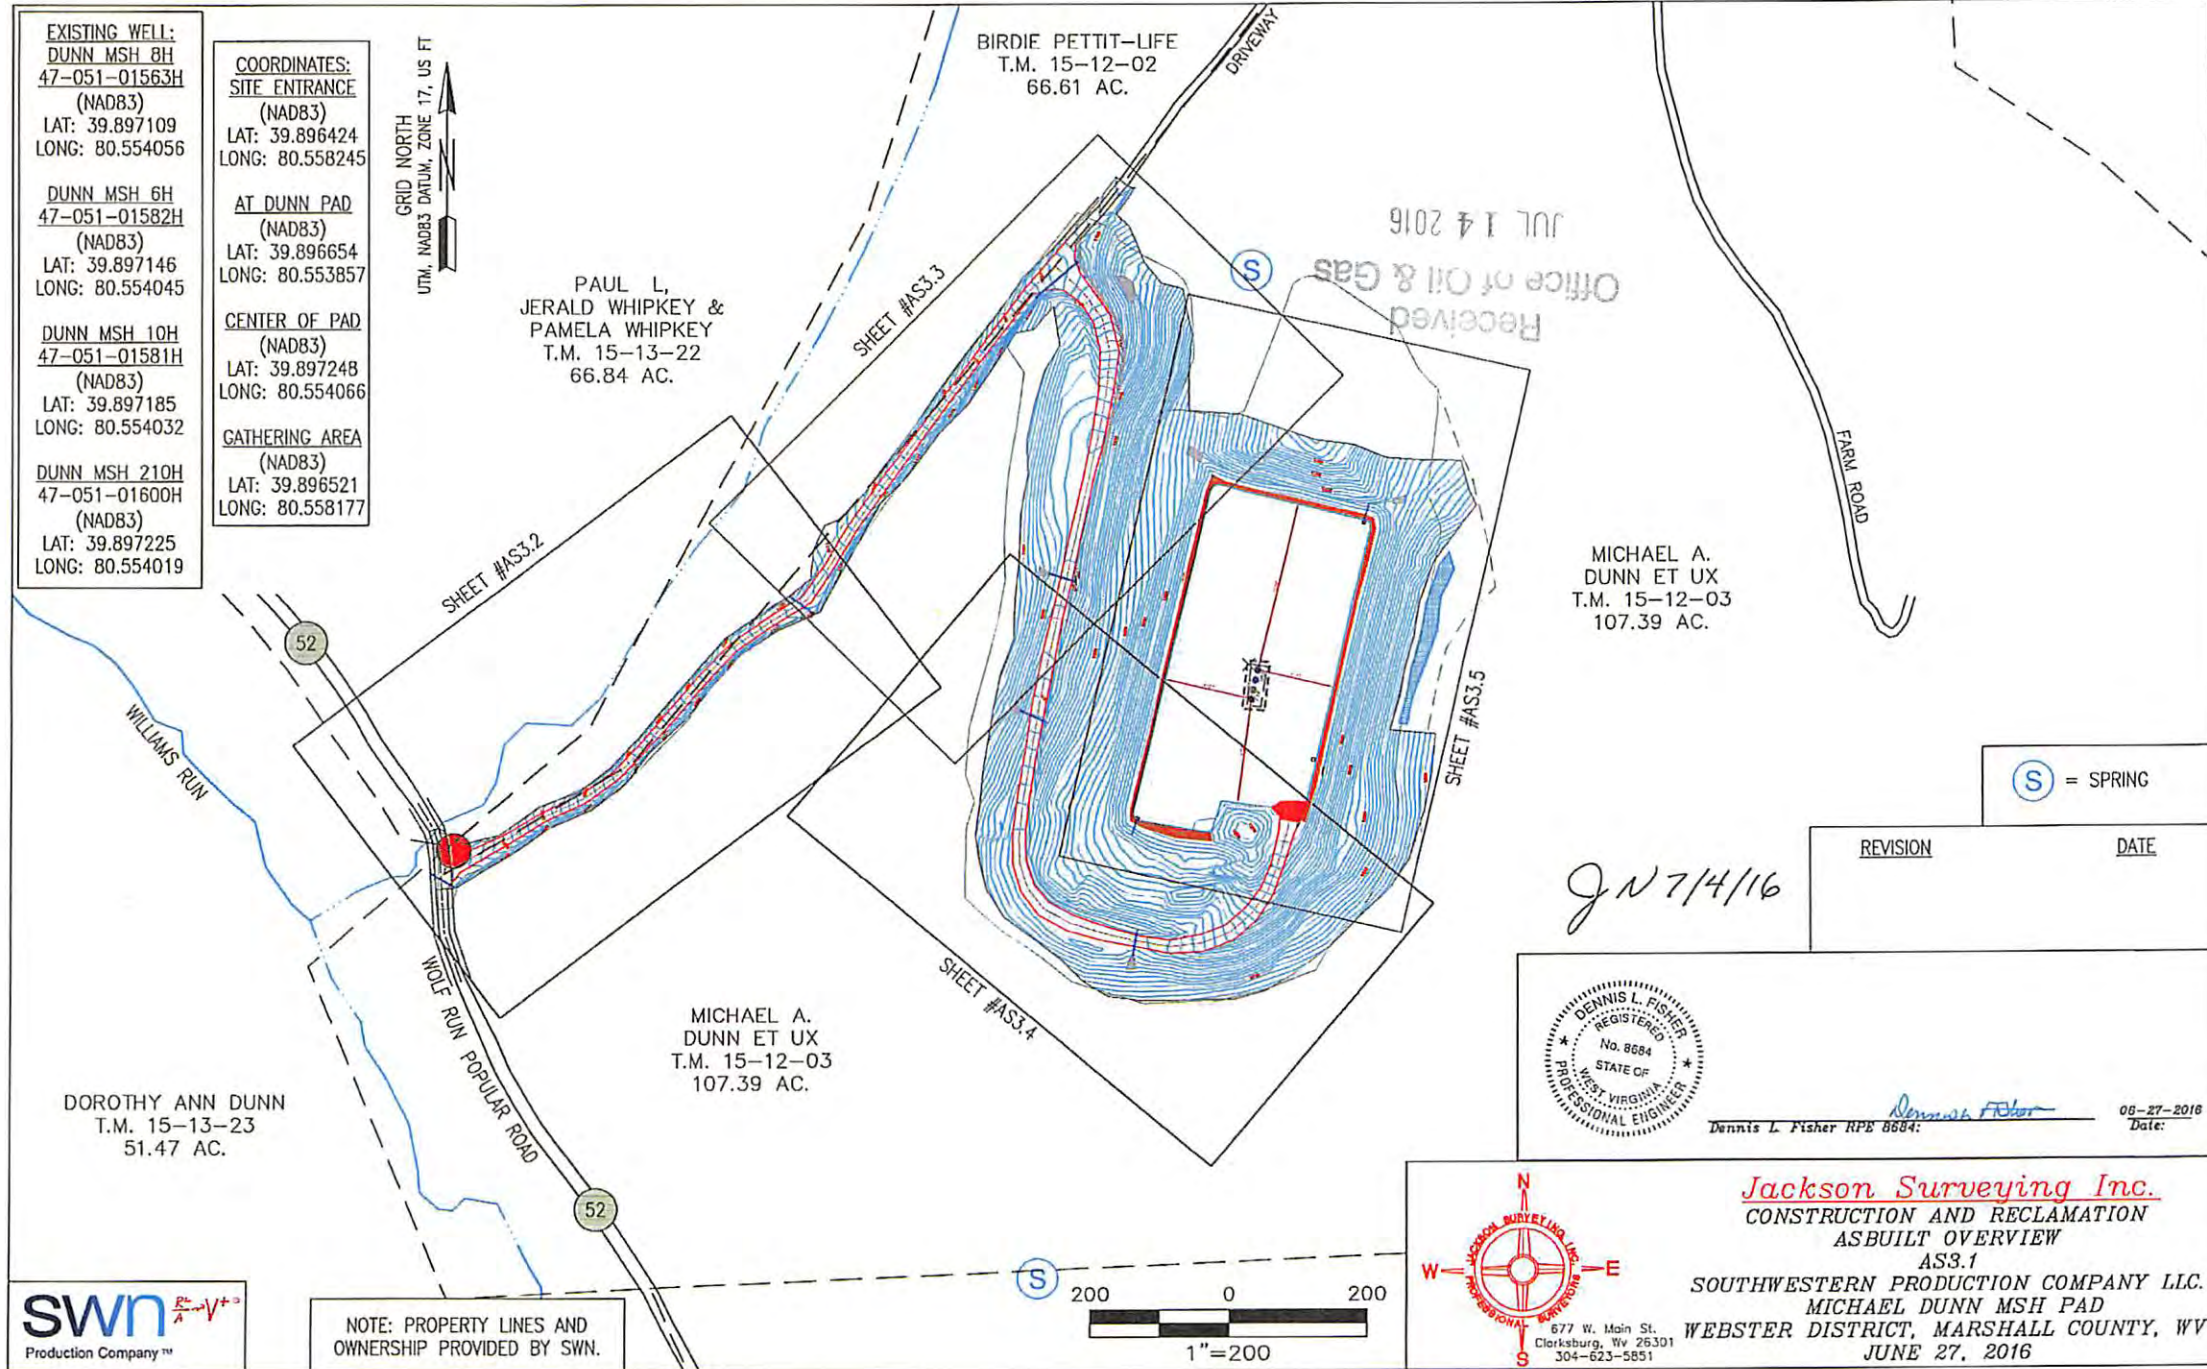 EXISTING WELL:
DUNN MSH 8H
47-051-01563H
(NAD83)
LAT: 39.897109
LONG: 80.554056
DUNN MSH 6H
47-051-01582H
(NAD83)
LAT: 39.897146
LONG: 80.554045
DUNN MSH 10H
47-051-01581H
(NAD83)
LAT: 39.897185
LONG: 80.554032
DUNN MSH 210H
47-051-01600H
(NAD83)
LAT: 39.897225
LONG: 80.554019
COORDINATES:
SITE ENTRANCE
(NAD83)
LAT: 39.896424
LONG: 80.558245
AT DUNN PAD
(NAD83)
LAT: 39.896654
LONG: 80.553857
CENTER OF PAD
(NAD83)
LAT: 39.897248
LONG: 80.554066
GATHERING AREA
(NAD83)
LAT: 39.896521
LONG: 80.558177
GRID NORTH
UTM, NAD83 DATUM, ZONE 17, US FT
N
BIRDIE PETTIT-LIFE
T.M. 15-12-02
66.61 AC.
DRIVEWAY
PAUL L,
JERALD WHIPKEY &
PAMELA WHIPKEY
T.M. 15-13-22
66.84 AC.
SHEET #AS3.3
S
Received
Office of Oil & Gas
JUL 14 2016
FARM ROAD
SHEET #AS3.2
MICHAEL A.
DUNN ET UX
T.M. 15-12-03
107.39 AC.
52
WILLIAMS RUN
SHEET #AS3.5
S = SPRING
REVISION DATE
JN 7/4/16
WOLF RUN POPULAR ROAD
SHEET #AS3.4
MICHAEL A.
DUNN ET UX
T.M. 15-12-03
107.39 AC.
DOROTHY ANN DUNN
T.M. 15-13-23
51.47 AC.
52
DENNIS L. FISHER
REGISTERED
No. 8684
STATE OF
WEST VIRGINIA
PROFESSIONAL ENGINEER
Dennis L. Fisher RPE 8684:
06-27-2016
Date:
S
200 0 200
1"=200
SWN
Production Company™
NOTE: PROPERTY LINES AND
OWNERSHIP PROVIDED BY SWN.
N
W
E
S
JACKSON SURVEYING INC.
PROFESSIONAL SURVEYORS
677 W. Main St.
Clarksburg, Wv 26301
304-623-5851
Jackson Surveying Inc.
CONSTRUCTION AND RECLAMATION
ASBUILT OVERVIEW
AS3.1
SOUTHWESTERN PRODUCTION COMPANY LLC.
MICHAEL DUNN MSH PAD
WEBSTER DISTRICT, MARSHALL COUNTY, WV
JUNE 27, 2016